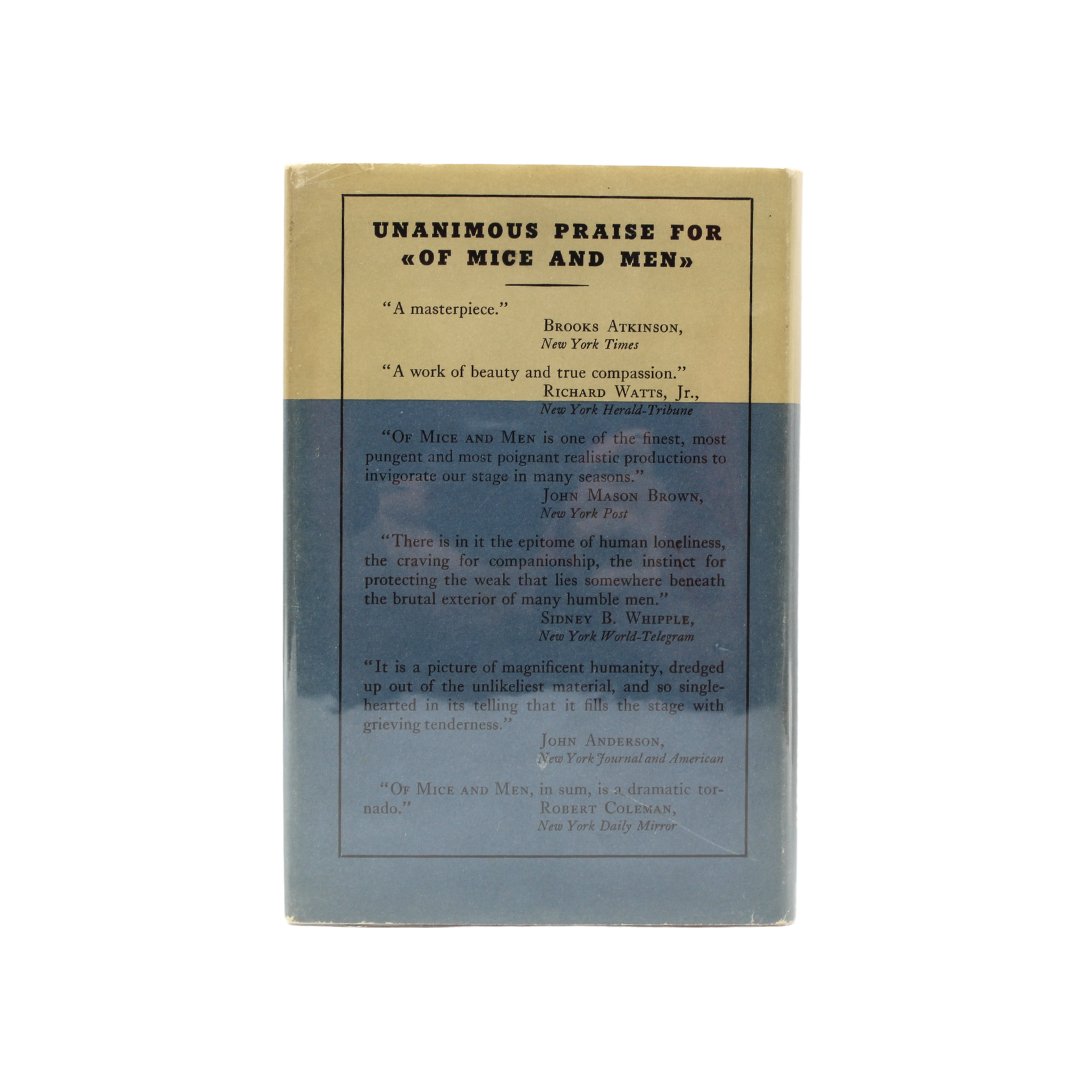 UNANIMOUS PRAISE FOR
«OF MICE AND MEN»
“A masterpiece.”
BROOKS ATKINSON,
New York Times
“A work of beauty and true compassion.”
RICHARD WATTS, JR.,
New York Herald-Tribune
“OF MICE AND MEN is one of the finest, most
pungent and most poignant realistic productions to
invigorate our stage in many seasons.”
JOHN MASON BROWN,
New York Post
“There is in it the epitome of human loneliness,
the craving for companionship, the instinct for
protecting the weak that lies somewhere beneath
the brutal exterior of many humble men.”
SIDNEY B. WHIPPLE,
New York World-Telegram
“It is a picture of magnificent humanity, dredged
up out of the unlikeliest material, and so single-
hearted in its telling that it fills the stage with
grieving tenderness.”
JOHN ANDERSON,
New York Journal and American
“OF MICE AND MEN, in sum, is a dramatic tor-
nado.” ROBERT COLEMAN,
New York Daily Mirror